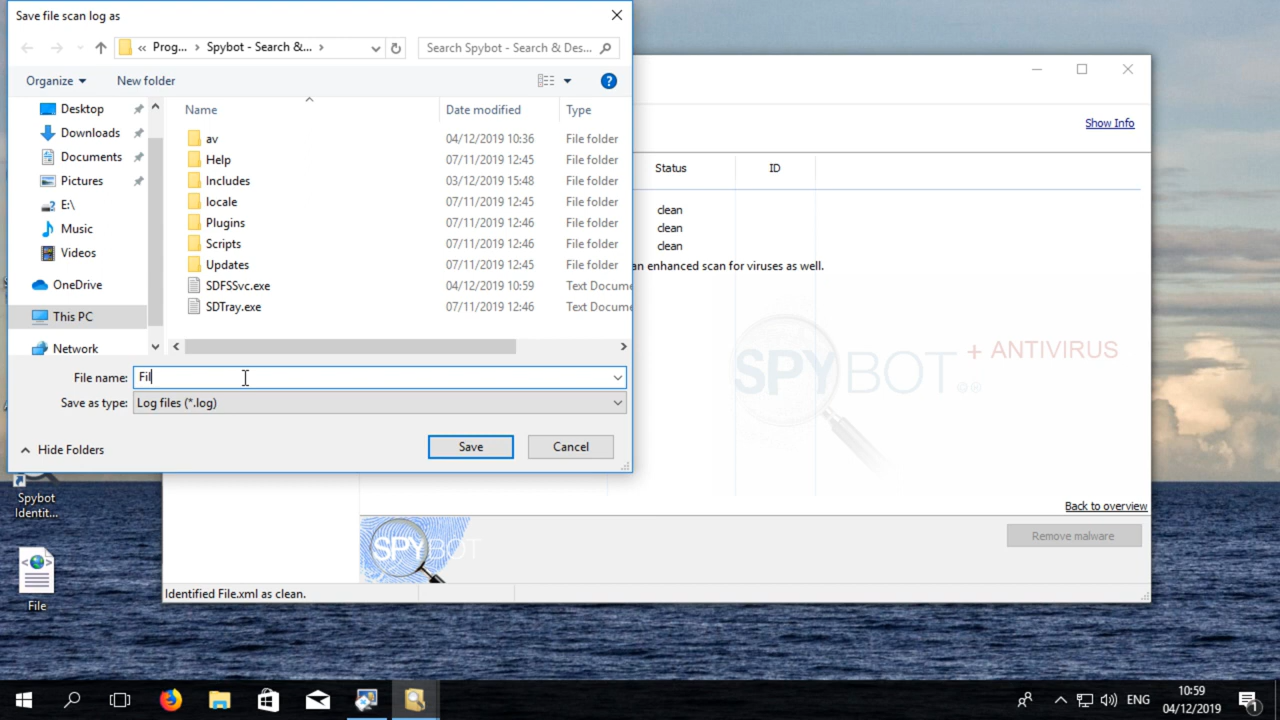 Save file scan log as
« Prog... > Spybot - Search &... >
Search Spybot - Search & Des...
Organize
New folder
Name
Date modified
Type
Desktop
Downloads
Documents
Pictures
E:\
Music
Videos
OneDrive
This PC
Network
av 04/12/2019 10:36 File folder
Help 07/11/2019 12:45 File folder
Includes 03/12/2019 15:48 File folder
locale 07/11/2019 12:45 File folder
Plugins 07/11/2019 12:46 File folder
Scripts 07/11/2019 12:46 File folder
Updates 07/11/2019 12:45 File folder
SDFSSvc.exe 04/12/2019 10:59 Text Docume
SDTray.exe 07/11/2019 12:46 Text Docume
File name: Fil
Save as type: Log files (*.log)
Hide Folders
Save
Cancel
Show Info
Status ID
clean
clean
clean
an enhanced scan for viruses as well.
SPYBOT + ANTIVIRUS
Back to overview
SPYBOT
Remove malware
Identified File.xml as clean.
Spybot
Identit...
File
ENG
10:59
04/12/2019
1